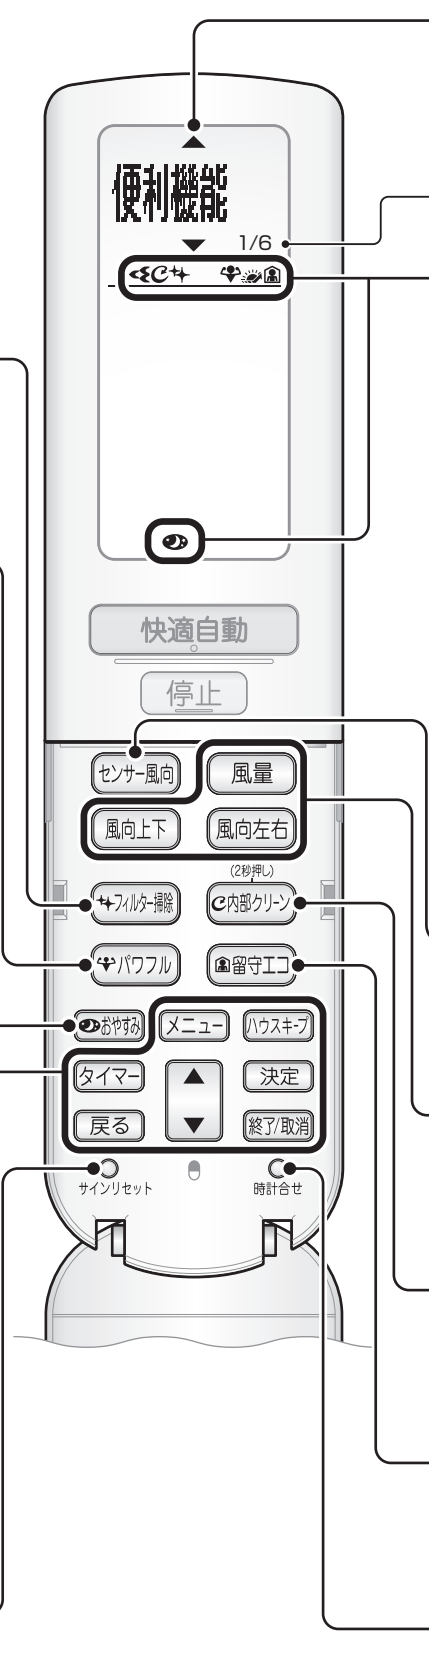 便利機能
1/6
快適自動
停止
センサー風向
風量
風向上下
風向左右
(2秒押し)
フィルター掃除
内部クリーン
パワフル
留守エコ
おやすみ
メニュー
ハウスキープ
タイマー
決定
戻る
終了/取消
サインリセット
時計合せ